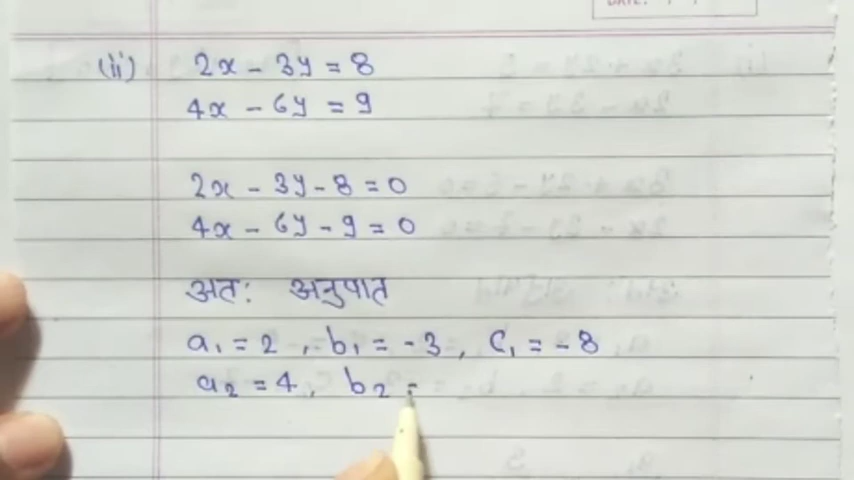 DATE: / /
(ii) 2x - 3y = 8
4x - 6y = 9
2x - 3y - 8 = 0
4x - 6y - 9 = 0
अतः अनुपात
a₁ = 2 , b₁ = - 3 , c₁ = - 8
a₂ = 4 , b₂ =